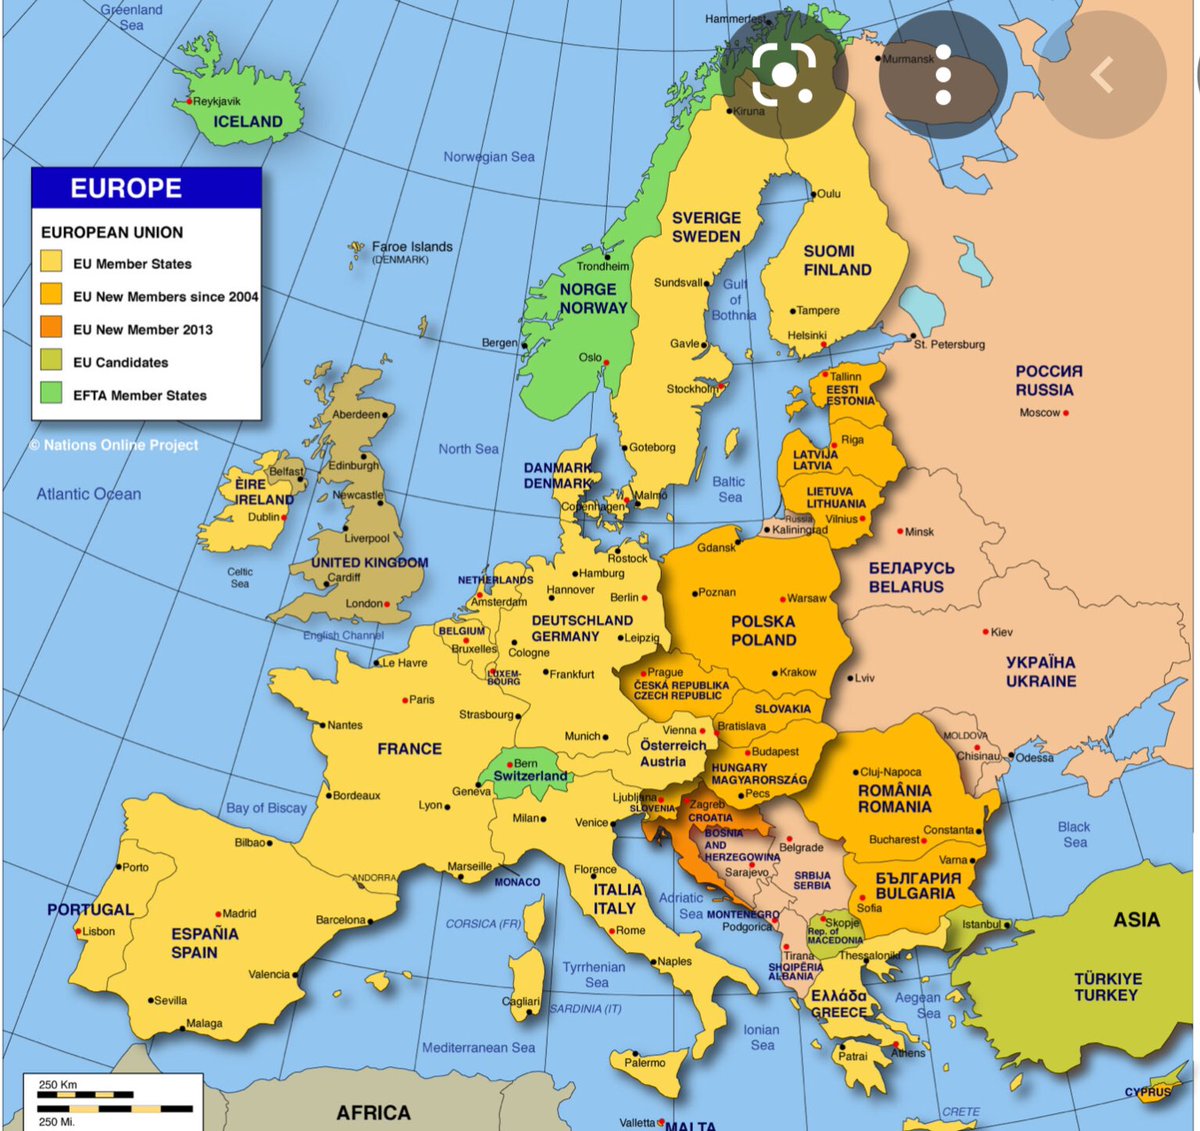 Greenland
Sea
Hammerfest
Murmansk
Reykjavik
ICELAND
Kiruna
Norwegian Sea
EUROPE
EUROPEAN UNION
EU Member States
EU New Members since 2004
EU New Member 2013
EU Candidates
EFTA Member States
© Nations Online Project
Faroe Islands
(DENMARK)
SVERIGE
SWEDEN
Oulu
SUOMI
FINLAND
Trondheim
NORGE
NORWAY
Sundsvall
Gulf
of
Bothnia
Tampere
Helsinki
St. Petersburg
Bergen
Oslo
Gavle
Stockholm
Tallinn
EESTI
ESTONIA
РОССИЯ
RUSSIA
Moscow
Aberdeen
North Sea
Goteborg
Riga
LATVIJA
LATVIA
Atlantic Ocean
Edinburgh
Belfast
ÈIRE
IRELAND
Dublin
Newcastle
Liverpool
DANMARK
DENMARK
Copenhagen
Malmö
Baltic
Sea
LIETUVA
LITHUANIA
Russia
Kaliningrad
Vilnius
Minsk
Celtic
Sea
UNITED KINGDOM
Cardiff
London
Gdansk
Rostock
Hamburg
БЕЛАРУСЬ
BELARUS
NETHERLANDS
Amsterdam
Hannover
Berlin
Poznan
Warsaw
English Channel
BELGIUM
Bruxelles
DEUTSCHLAND
GERMANY
Leipzig
Cologne
POLSKA
POLAND
Kiev
Le Havre
LUXEM-
BOURG
Frankfurt
Prague
ČESKÁ REPUBLIKA
CZECH REPUBLIC
Krakow
Lviv
УКРАЇНА
UKRAINE
Paris
Strasbourg
SLOVAKIA
Nantes
FRANCE
Munich
Vienna
Österreich
Austria
Bratislava
Budapest
HUNGARY
MAGYARORSZÁG
Pecs
MOLDOVA
Chisinau
Odessa
Bern
Switzerland
Geneva
Cluj-Napoca
ROMÂNIA
ROMANIA
Bay of Biscay
Bordeaux
Lyon
Milan
Venice
Ljubljana
SLOVENIA
Zagreb
CROATIA
BOSNIA
AND
HERZEGOVINA
Sarajevo
Belgrade
SRBIJA
SERBIA
Bucharest
Constanta
Black
Sea
Bilbao
Porto
ANDORRA
Marseille
MONACO
Florence
ITALIA
ITALY
Adriatic
Sea
MONTENEGRO
Podgorica
Varna
БЪЛГАРИЯ
BULGARIA
Sofia
PORTUGAL
Lisbon
Madrid
ESPAÑIA
SPAIN
Barcelona
CORSICA (FR)
Rome
Skopje
Rep. of
MACEDONIA
Istanbul
ASIA
Valencia
Tyrrhenian
Sea
Naples
Tirana
SHQIPËRIA
ALBANIA
Thessaloniki
Sevilla
Malaga
Cagliari
SARDINIA (IT)
Ελλάδα
GREECE
Aegean
Sea
TÜRKIYE
TURKEY
Mediterranean Sea
Ionian
Sea
Palermo
Patrai
Athens
250 Km
250 Mi.
AFRICA
Valletta
MALTA
CRETE
CYPRUS